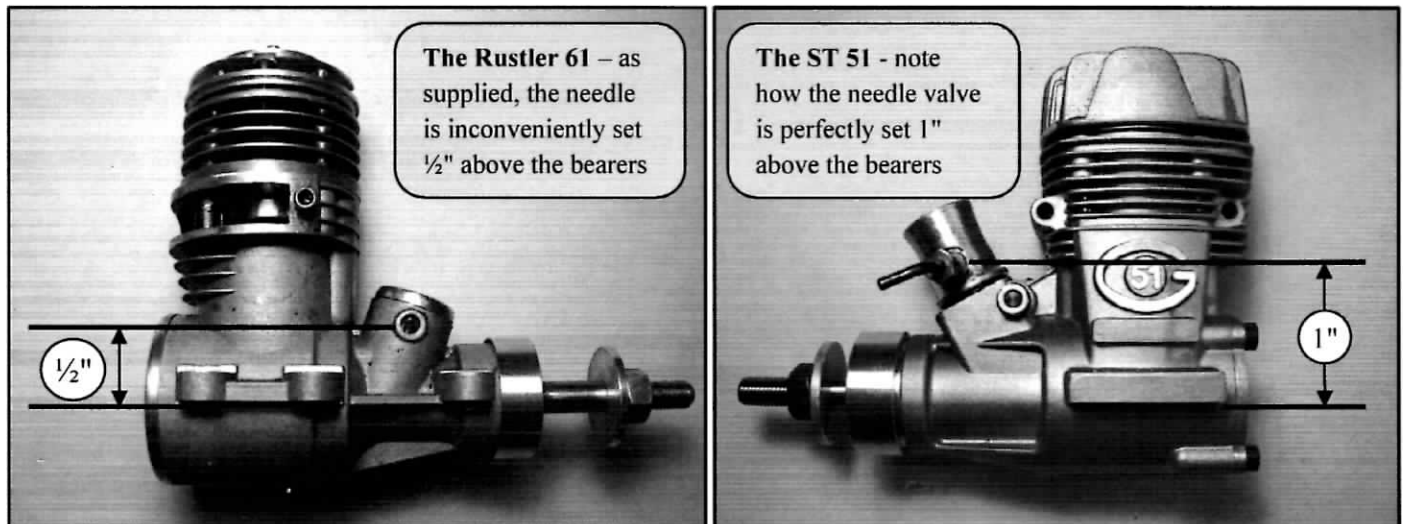 The Rustler 61 – as
supplied, the needle
is inconveniently set
½" above the bearers
½"
The ST 51 - note
how the needle valve
is perfectly set 1"
above the bearers
G 51
1"